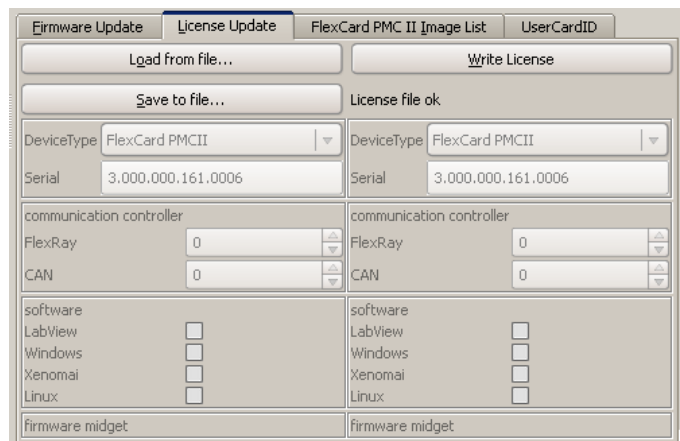 Firmware Update License Update FlexCard PMC II Image List UserCardID
Load from file... Write License
Save to file... License file ok
DeviceType FlexCard PMCII DeviceType FlexCard PMCII
Serial 3.000.000.161.0006 Serial 3.000.000.161.0006
communication controller communication controller
FlexRay 0 FlexRay 0
CAN 0 CAN 0
software software
LabView LabView
Windows Windows
Xenomai Xenomai
Linux Linux
firmware midget firmware midget